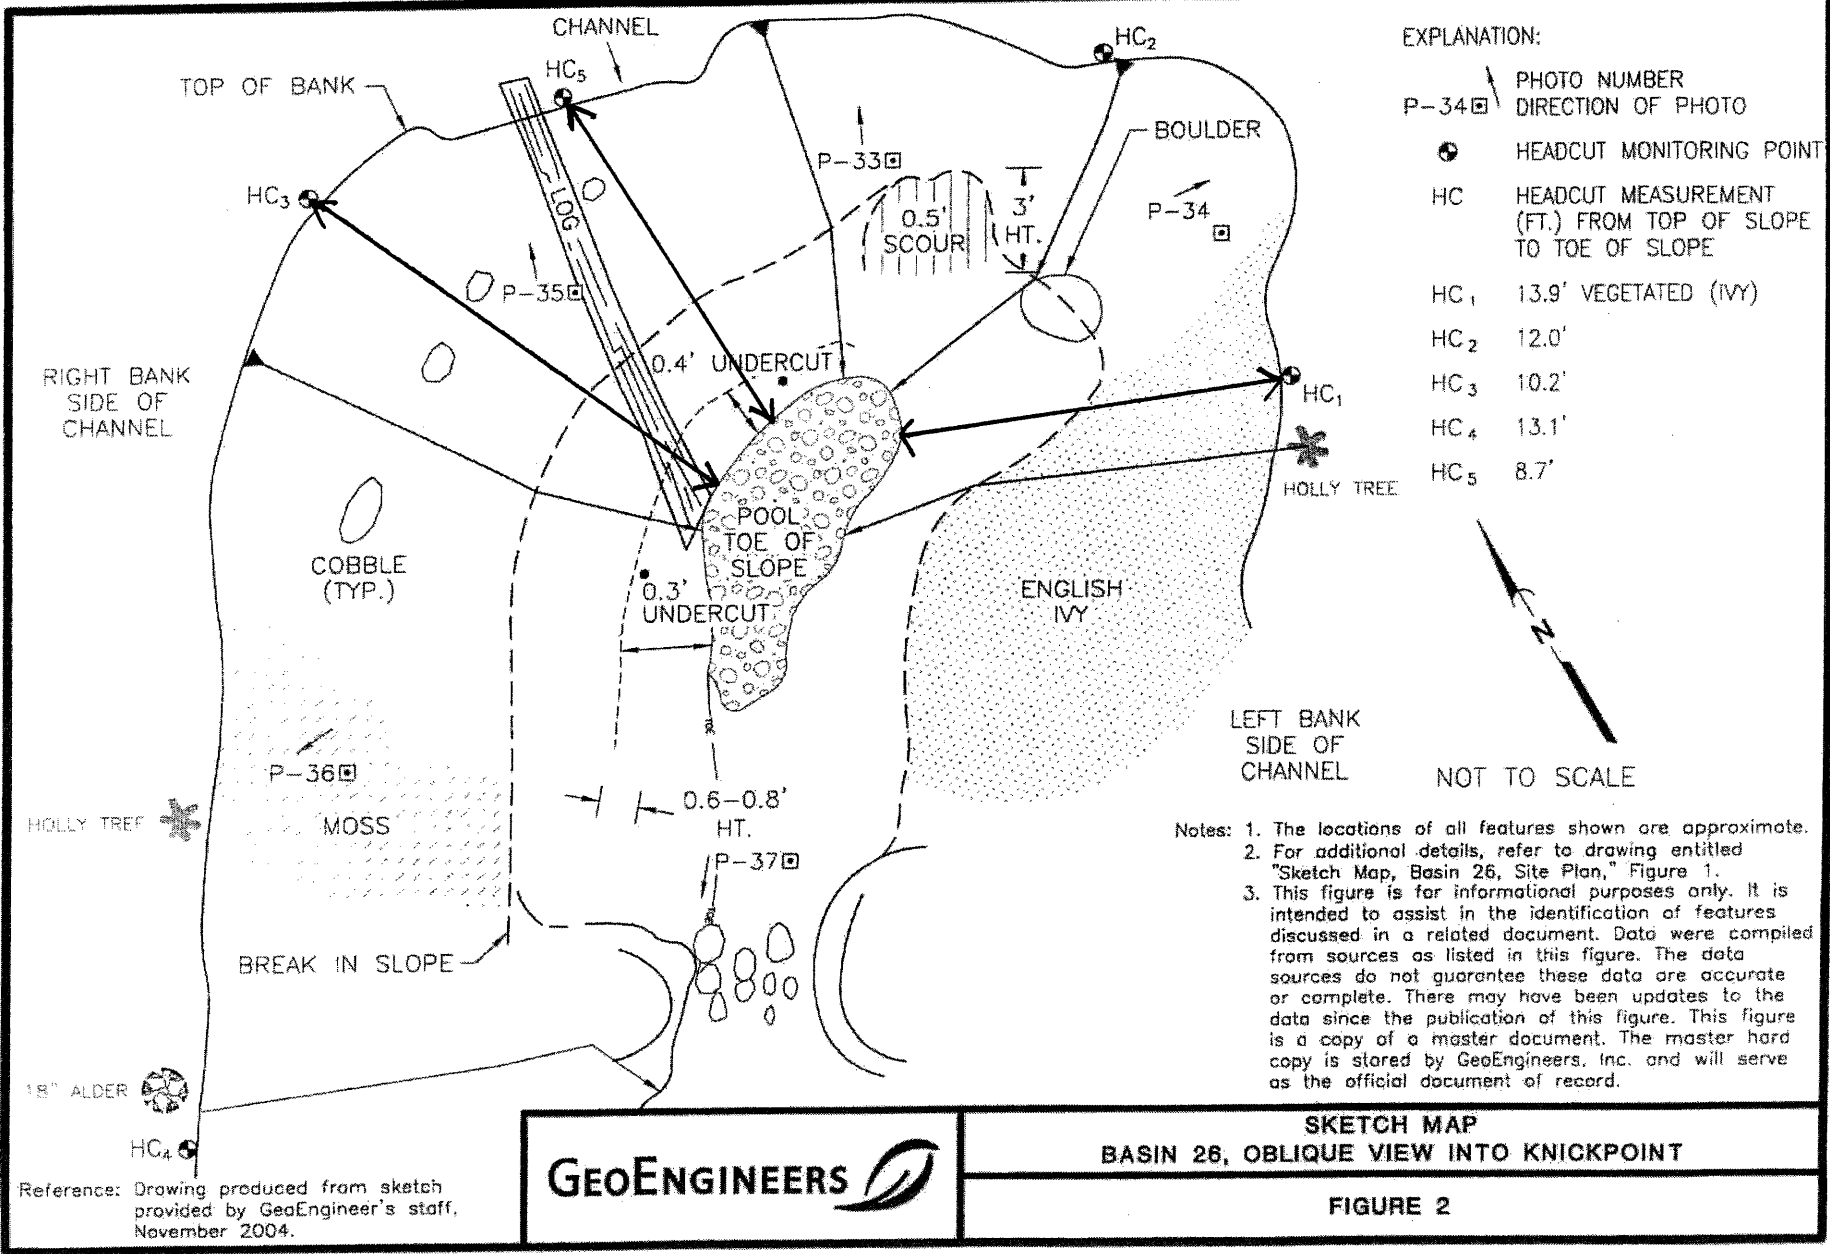 CHANNEL
HC5
TOP OF BANK
HC2
BOULDER
P-33
HC3
LOG
0.5'
SCOUR
3'
HT.
P-34
P-35
0.4' UNDERCUT
RIGHT BANK
SIDE OF
CHANNEL
HC1
HOLLY TREE
POOL
TOE OF
SLOPE
COBBLE
(TYP.)
0.3'
UNDERCUT
ENGLISH
IVY
LEFT BANK
SIDE OF
CHANNEL
P-36
MOSS
HOLLY TREE
0.6-0.8'
HT.
P-37
BREAK IN SLOPE
18" ALDER
HC4
EXPLANATION:
PHOTO NUMBER
P-34 DIRECTION OF PHOTO
HEADCUT MONITORING POINT
HC HEADCUT MEASUREMENT
(FT.) FROM TOP OF SLOPE
TO TOE OF SLOPE
HC1 13.9' VEGETATED (IVY)
HC2 12.0'
HC3 10.2'
HC4 13.1'
HC5 8.7'
N
NOT TO SCALE
Notes: 1. The locations of all features shown are approximate.
2. For additional details, refer to drawing entitled
"Sketch Map, Basin 26, Site Plan," Figure 1.
3. This figure is for informational purposes only. It is
intended to assist in the identification of features
discussed in a related document. Data were compiled
from sources as listed in this figure. The data
sources do not guarantee these data are accurate
or complete. There may have been updates to the
data since the publication of this figure. This figure
is a copy of a master document. The master hard
copy is stored by GeoEngineers, Inc. and will serve
as the official document of record.
Reference: Drawing produced from sketch
provided by GeoEngineer's staff,
November 2004.
GEOENGINEERS
SKETCH MAP
BASIN 26, OBLIQUE VIEW INTO KNICKPOINT
FIGURE 2